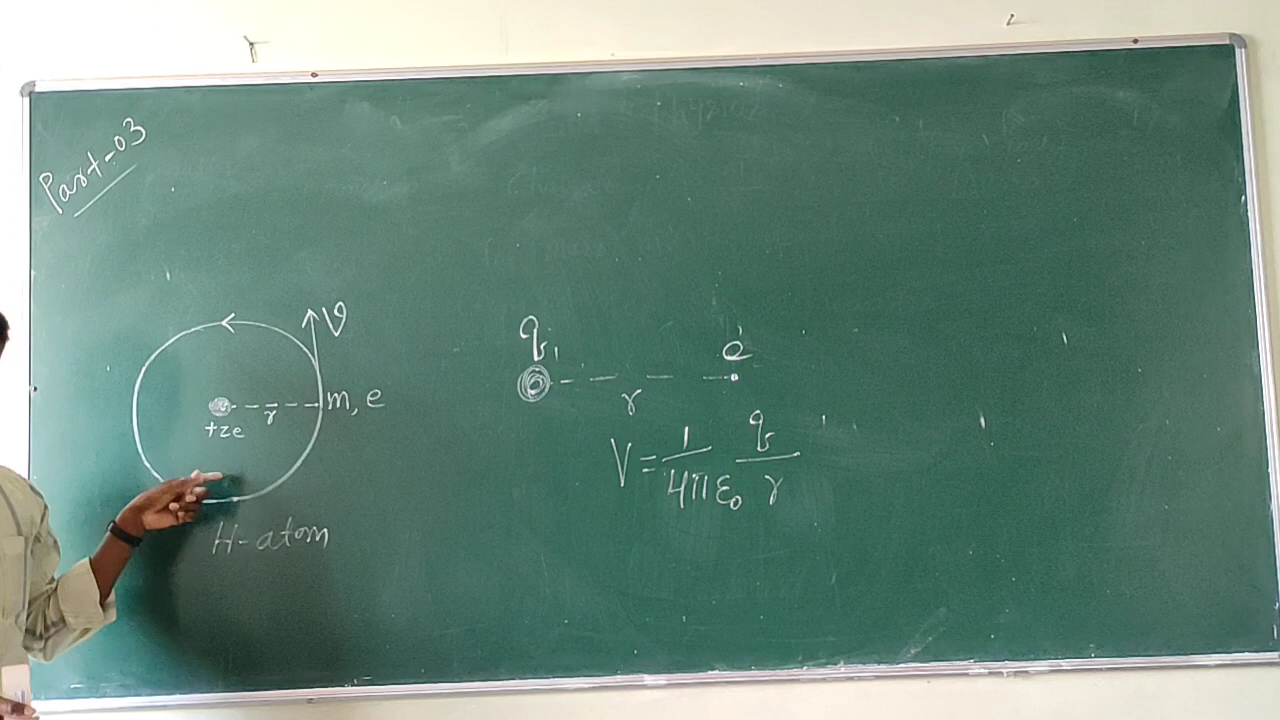 Part-03
v
m, e
r
+ze
H-atom
q1
e
r
V = 1/4πε0 q/r